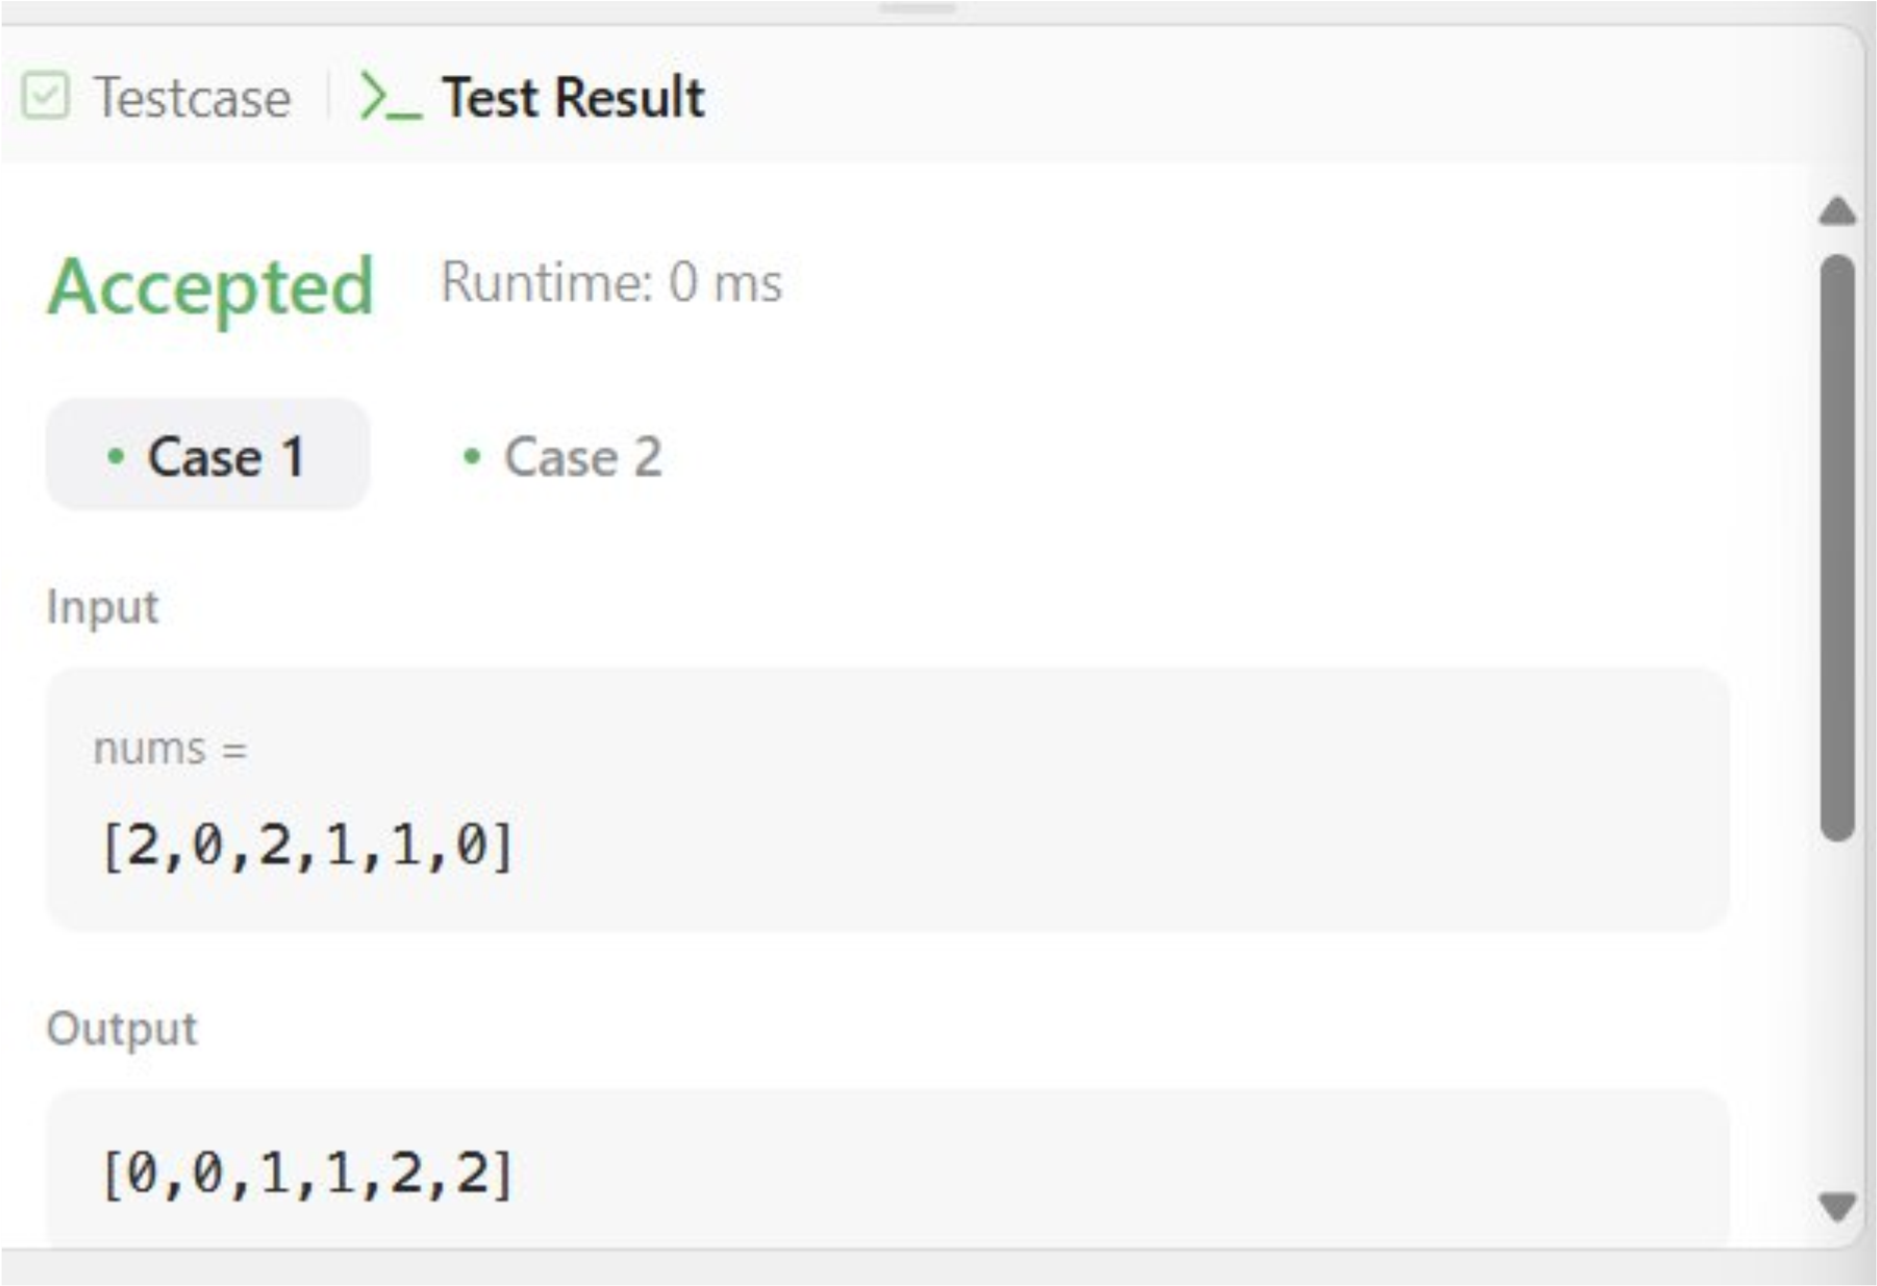 Testcase >_ Test Result
Accepted Runtime: 0 ms
• Case 1 • Case 2
Input
nums =
[2,0,2,1,1,0]
Output
[0,0,1,1,2,2]